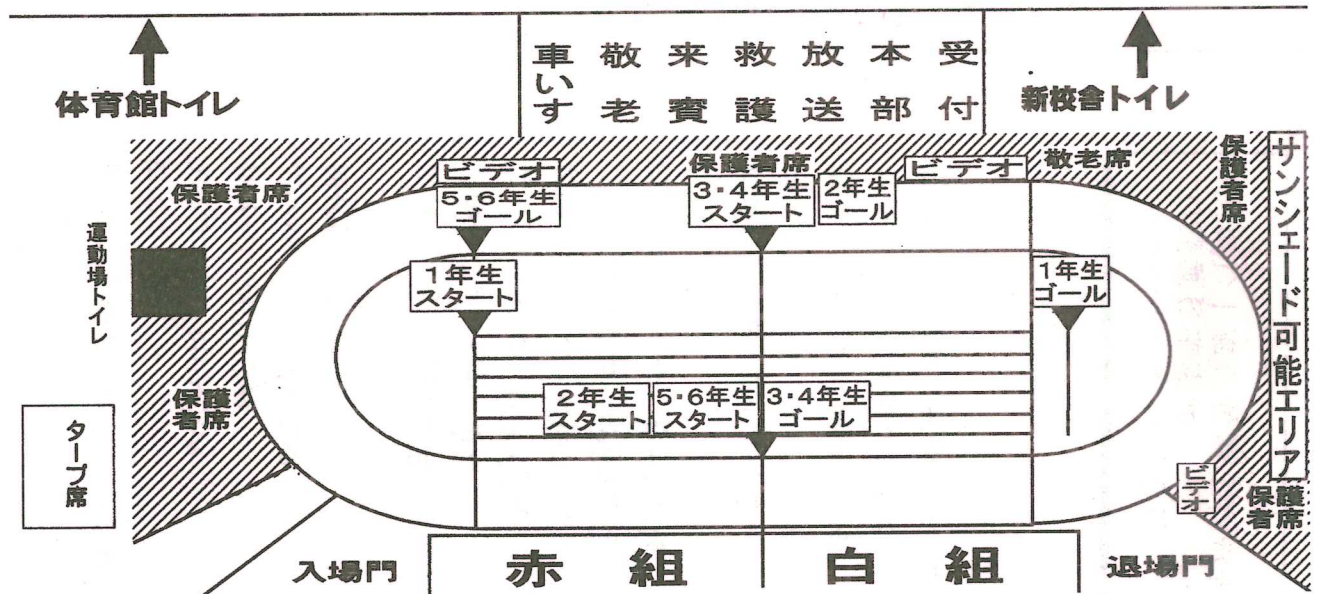 体育館トイレ
車いす
敬老
来賓
救護
放送
本部
受付
新校舎トイレ
保護者席
ビデオ
5・6年生
ゴール
保護者席
3・4年生
スタート
2年生
ゴール
ビデオ
敬老席
保護者席
サンシェード可能エリア
運動場トイレ
1年生
スタート
1年生
ゴール
保護
者席
タープ席
2年生
スタート
5・6年生
スタート
3・4年生
ゴール
ビデオ
保護
者席
入場門
赤組
白組
退場門